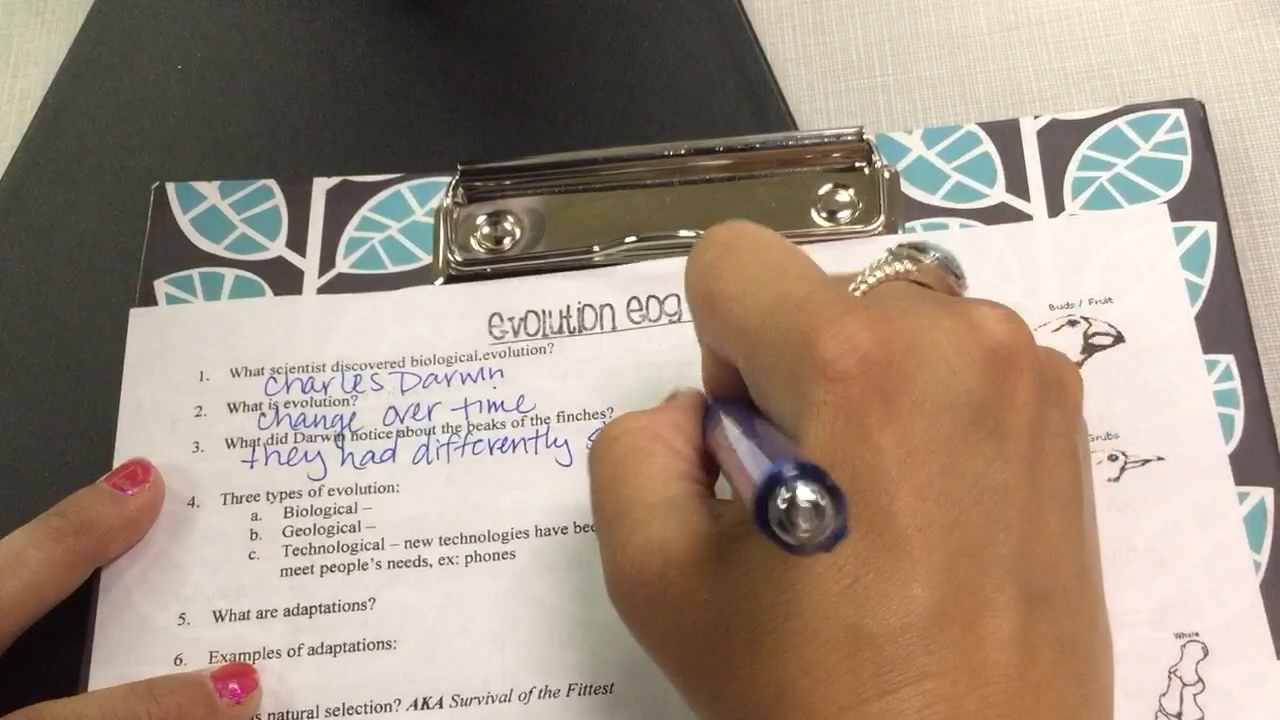 Evolution EOG
Buds / Fruit
1. What scientist discovered biological evolution?
Charles Darwin
2. What is evolution?
change over time
3. What did Darwin notice about the beaks of the finches?
they had differently
Grubs
4. Three types of evolution:
a. Biological –
b. Geological –
c. Technological – new technologies have
meet people's needs, ex: phones
5. What are adaptations?
6. Examples of adaptations:
Whale
natural selection? AKA Survival of the Fittest